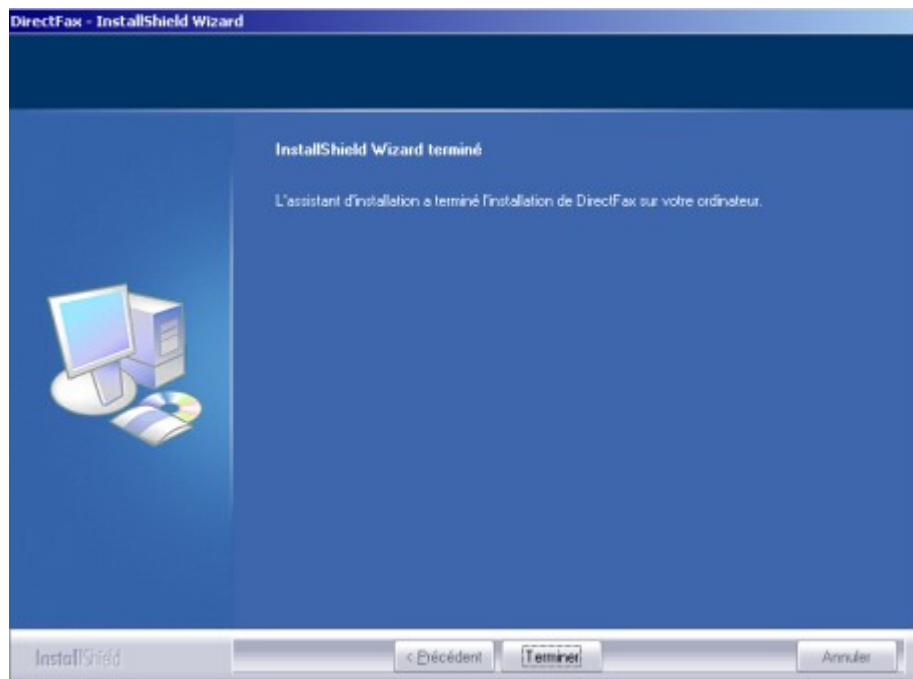 DirectFax - InstallShield Wizard
InstallShield Wizard terminé
L'assistant d'installation a terminé l'installation de DirectFax sur votre ordinateur.
InstallShield
< Précédent
Terminer
Annuler